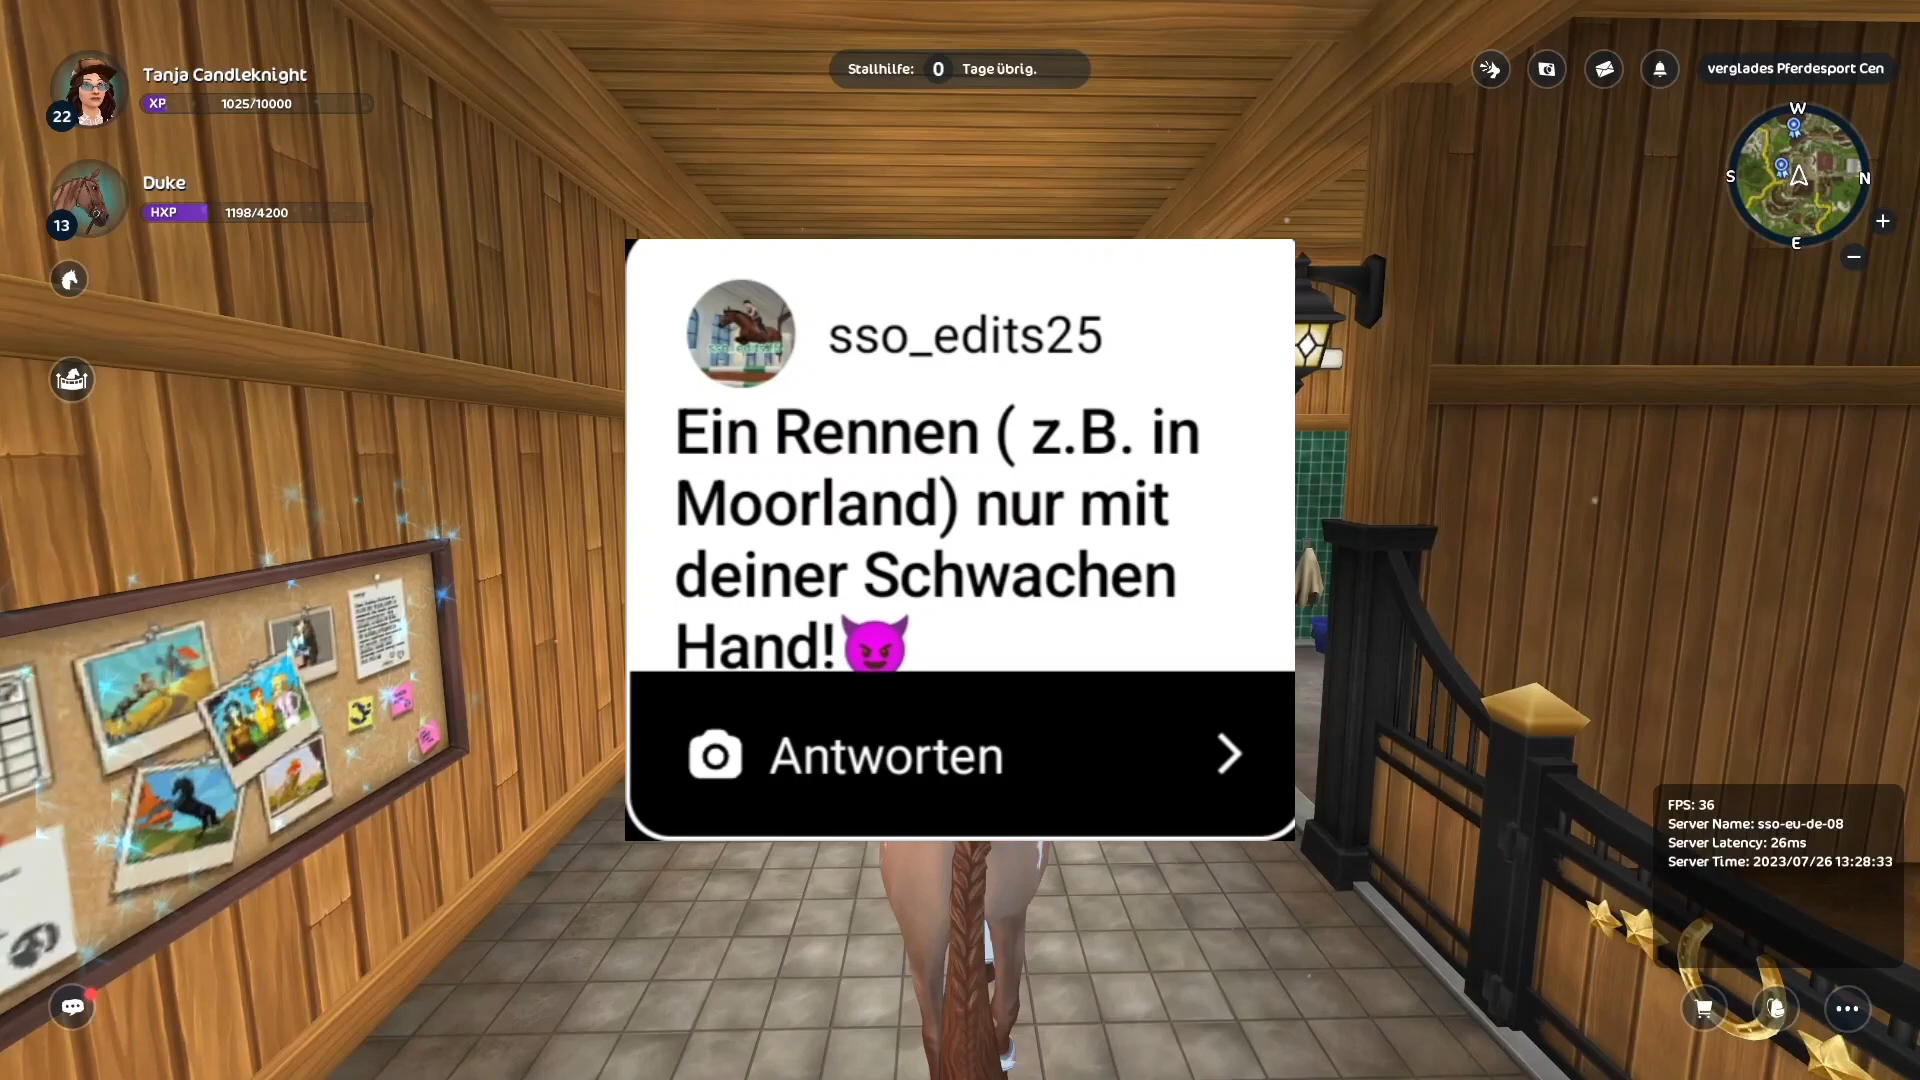 Tanja Candleknight
XP
1025/10000
22
Duke
HXP
1198/4200
13
Stallhilfe: 0 Tage übrig.
verglades Pferdesport Cen
W
S
N
E
sso_edits25
Ein Rennen ( z.B. in
Moorland) nur mit
deiner Schwachen
Hand!😈
Antworten
FPS: 36
Server Name: sso-eu-de-08
Server Latency: 26ms
Server Time: 2023/07/26 13:28:33